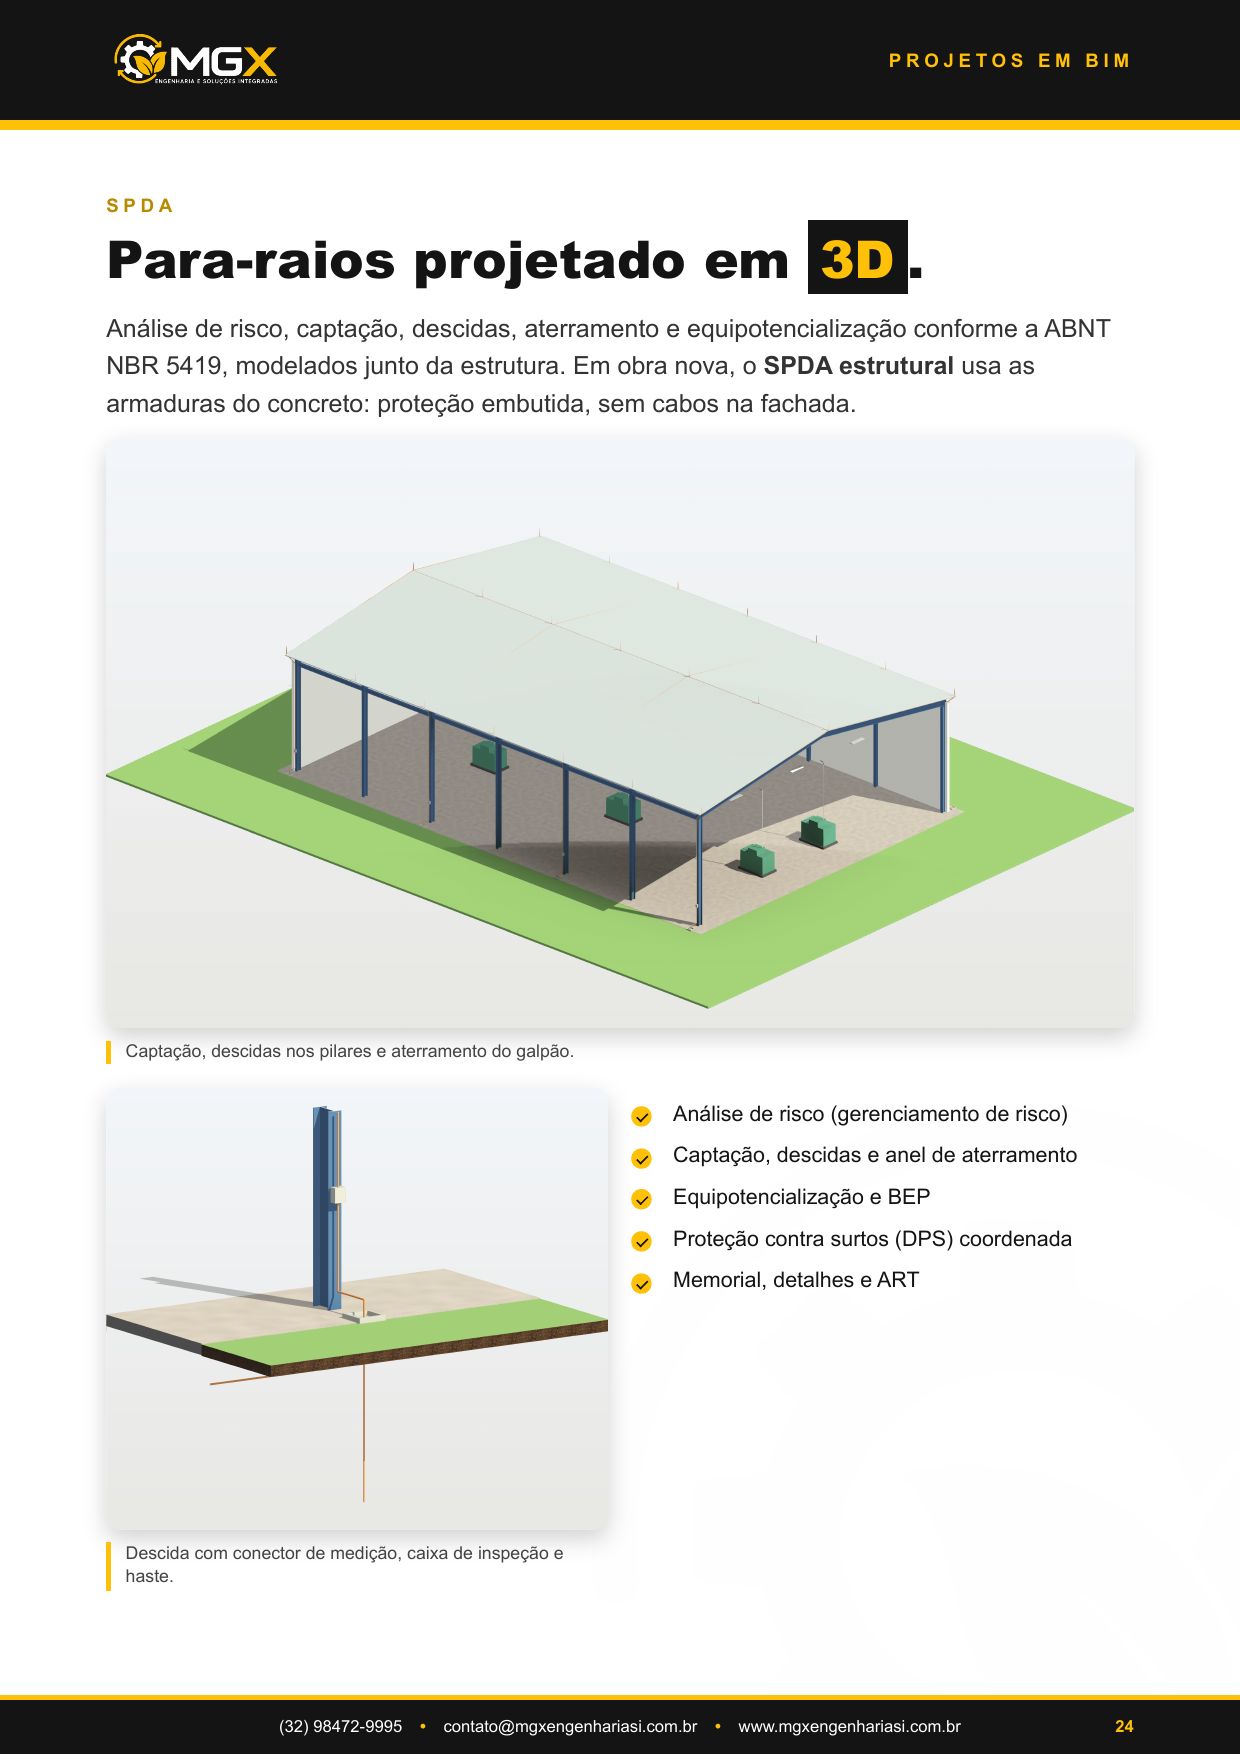 MGX
ENGENHARIA E SOLUÇÕES INTEGRADAS
PROJETOS EM BIM
SPDA
Para-raios projetado em 3D.
Análise de risco, captação, descidas, aterramento e equipotencialização conforme a ABNT
NBR 5419, modelados junto da estrutura. Em obra nova, o SPDA estrutural usa as
armaduras do concreto: proteção embutida, sem cabos na fachada.
Captação, descidas nos pilares e aterramento do galpão.
Análise de risco (gerenciamento de risco)
Captação, descidas e anel de aterramento
Equipotencialização e BEP
Proteção contra surtos (DPS) coordenada
Memorial, detalhes e ART
Descida com conector de medição, caixa de inspeção e
haste.
(32) 98472-9995 • contato@mgxengenhariasi.com.br • www.mgxengenhariasi.com.br 24